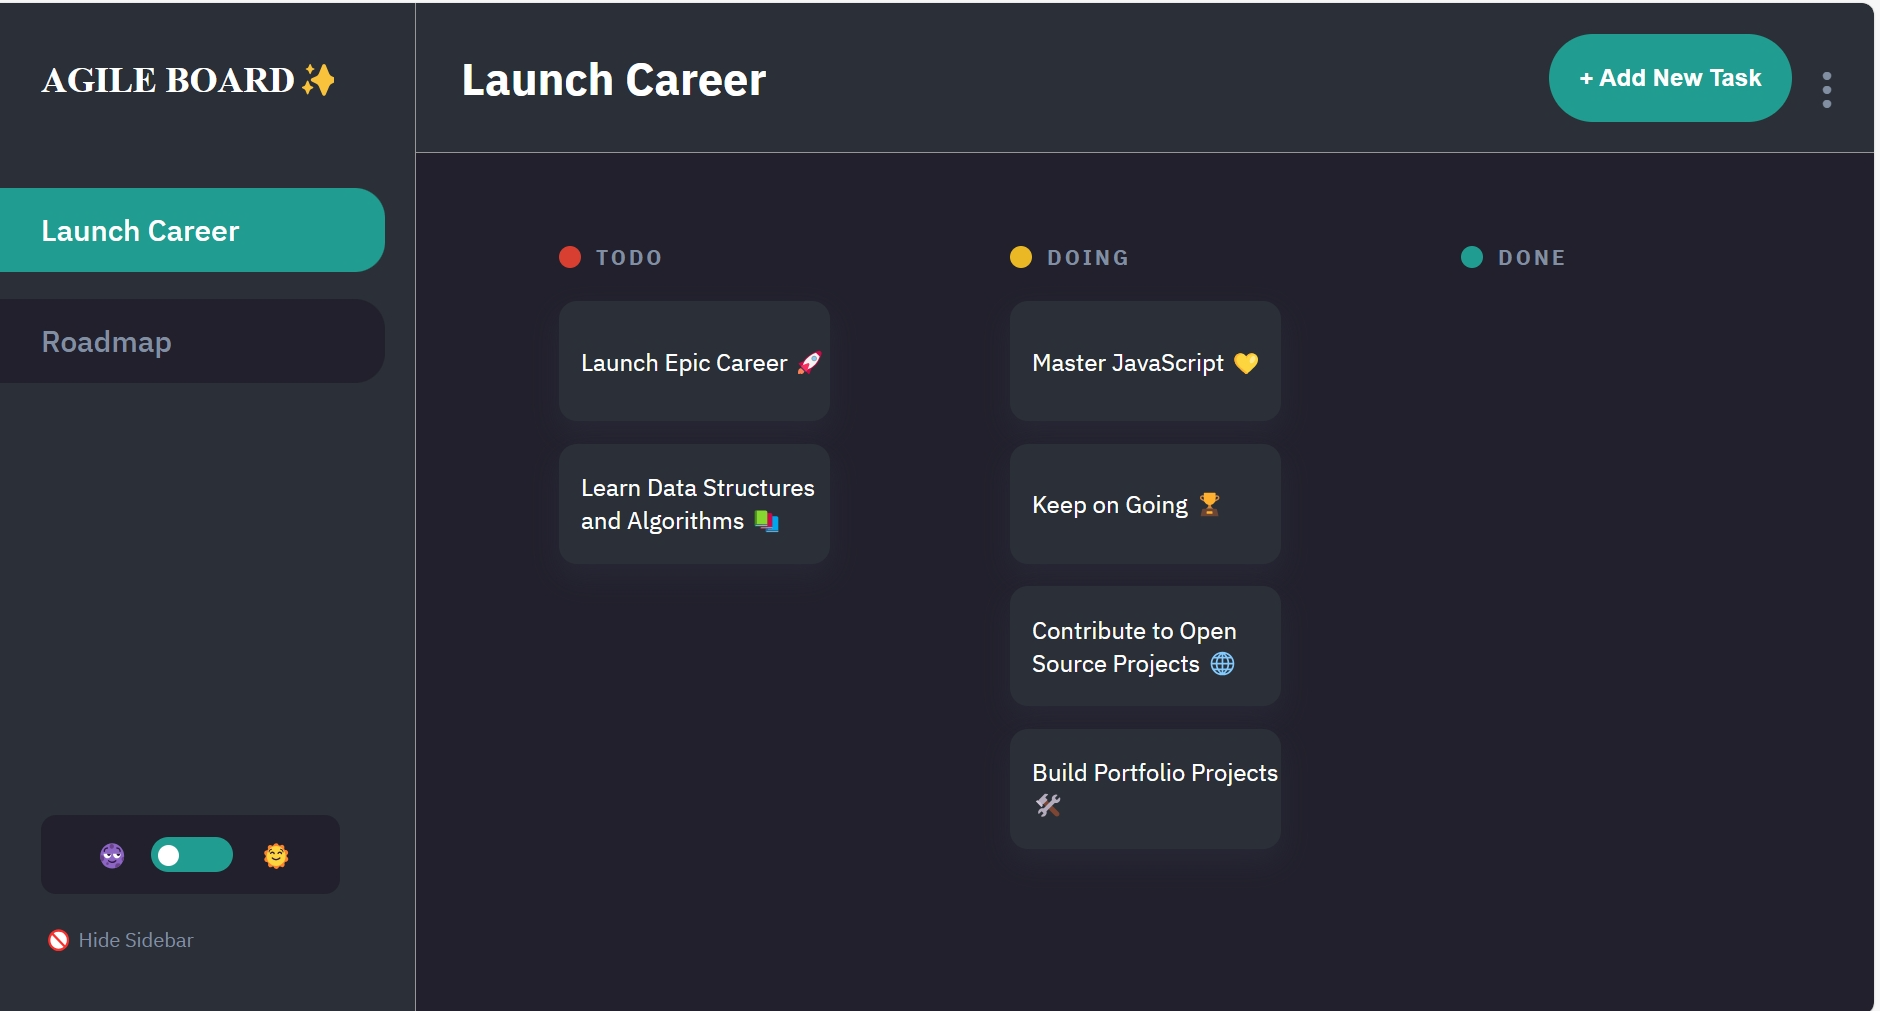 AGILE BOARD✨
Launch Career
+ Add New Task
Launch Career
Roadmap
TODO
Launch Epic Career 🚀
Learn Data Structures
and Algorithms 📚
DOING
Master JavaScript 💛
Keep on Going 🏆
Contribute to Open
Source Projects 🌐
Build Portfolio Projects
🛠️
DONE
🚫 Hide Sidebar